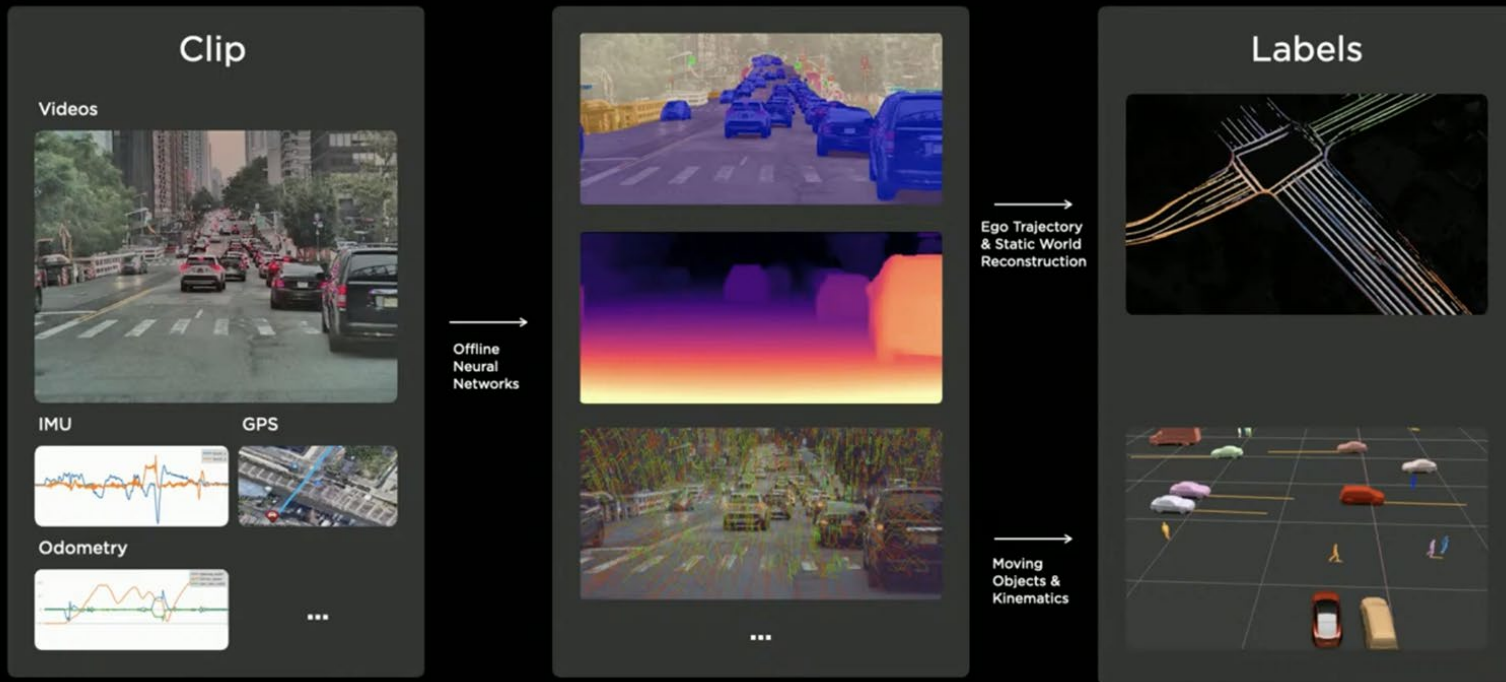 Clip
Videos
IMU
GPS
Odometry
...
Offline
Neural
Networks
...
Ego Trajectory
& Static World
Reconstruction
Moving
Objects &
Kinematics
Labels